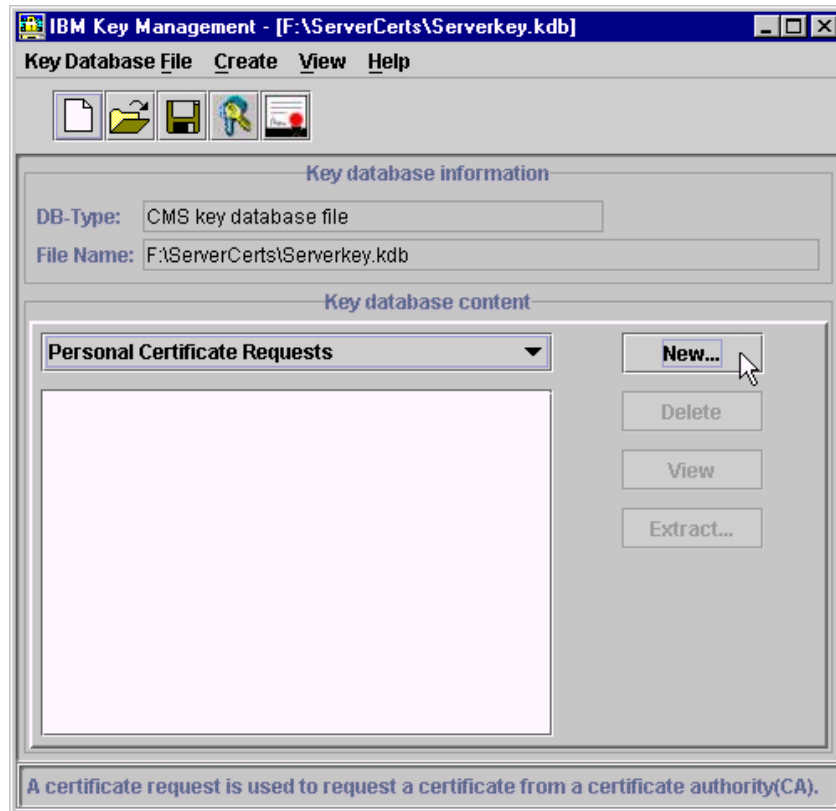 IBM Key Management - [F:\ServerCerts\Serverkey.kdb]
Key Database File Create View Help
Key database information
DB-Type: CMS key database file
File Name: F:\ServerCerts\Serverkey.kdb
Key database content
Personal Certificate Requests
New...
Delete
View
Extract...
A certificate request is used to request a certificate from a certificate authority(CA).